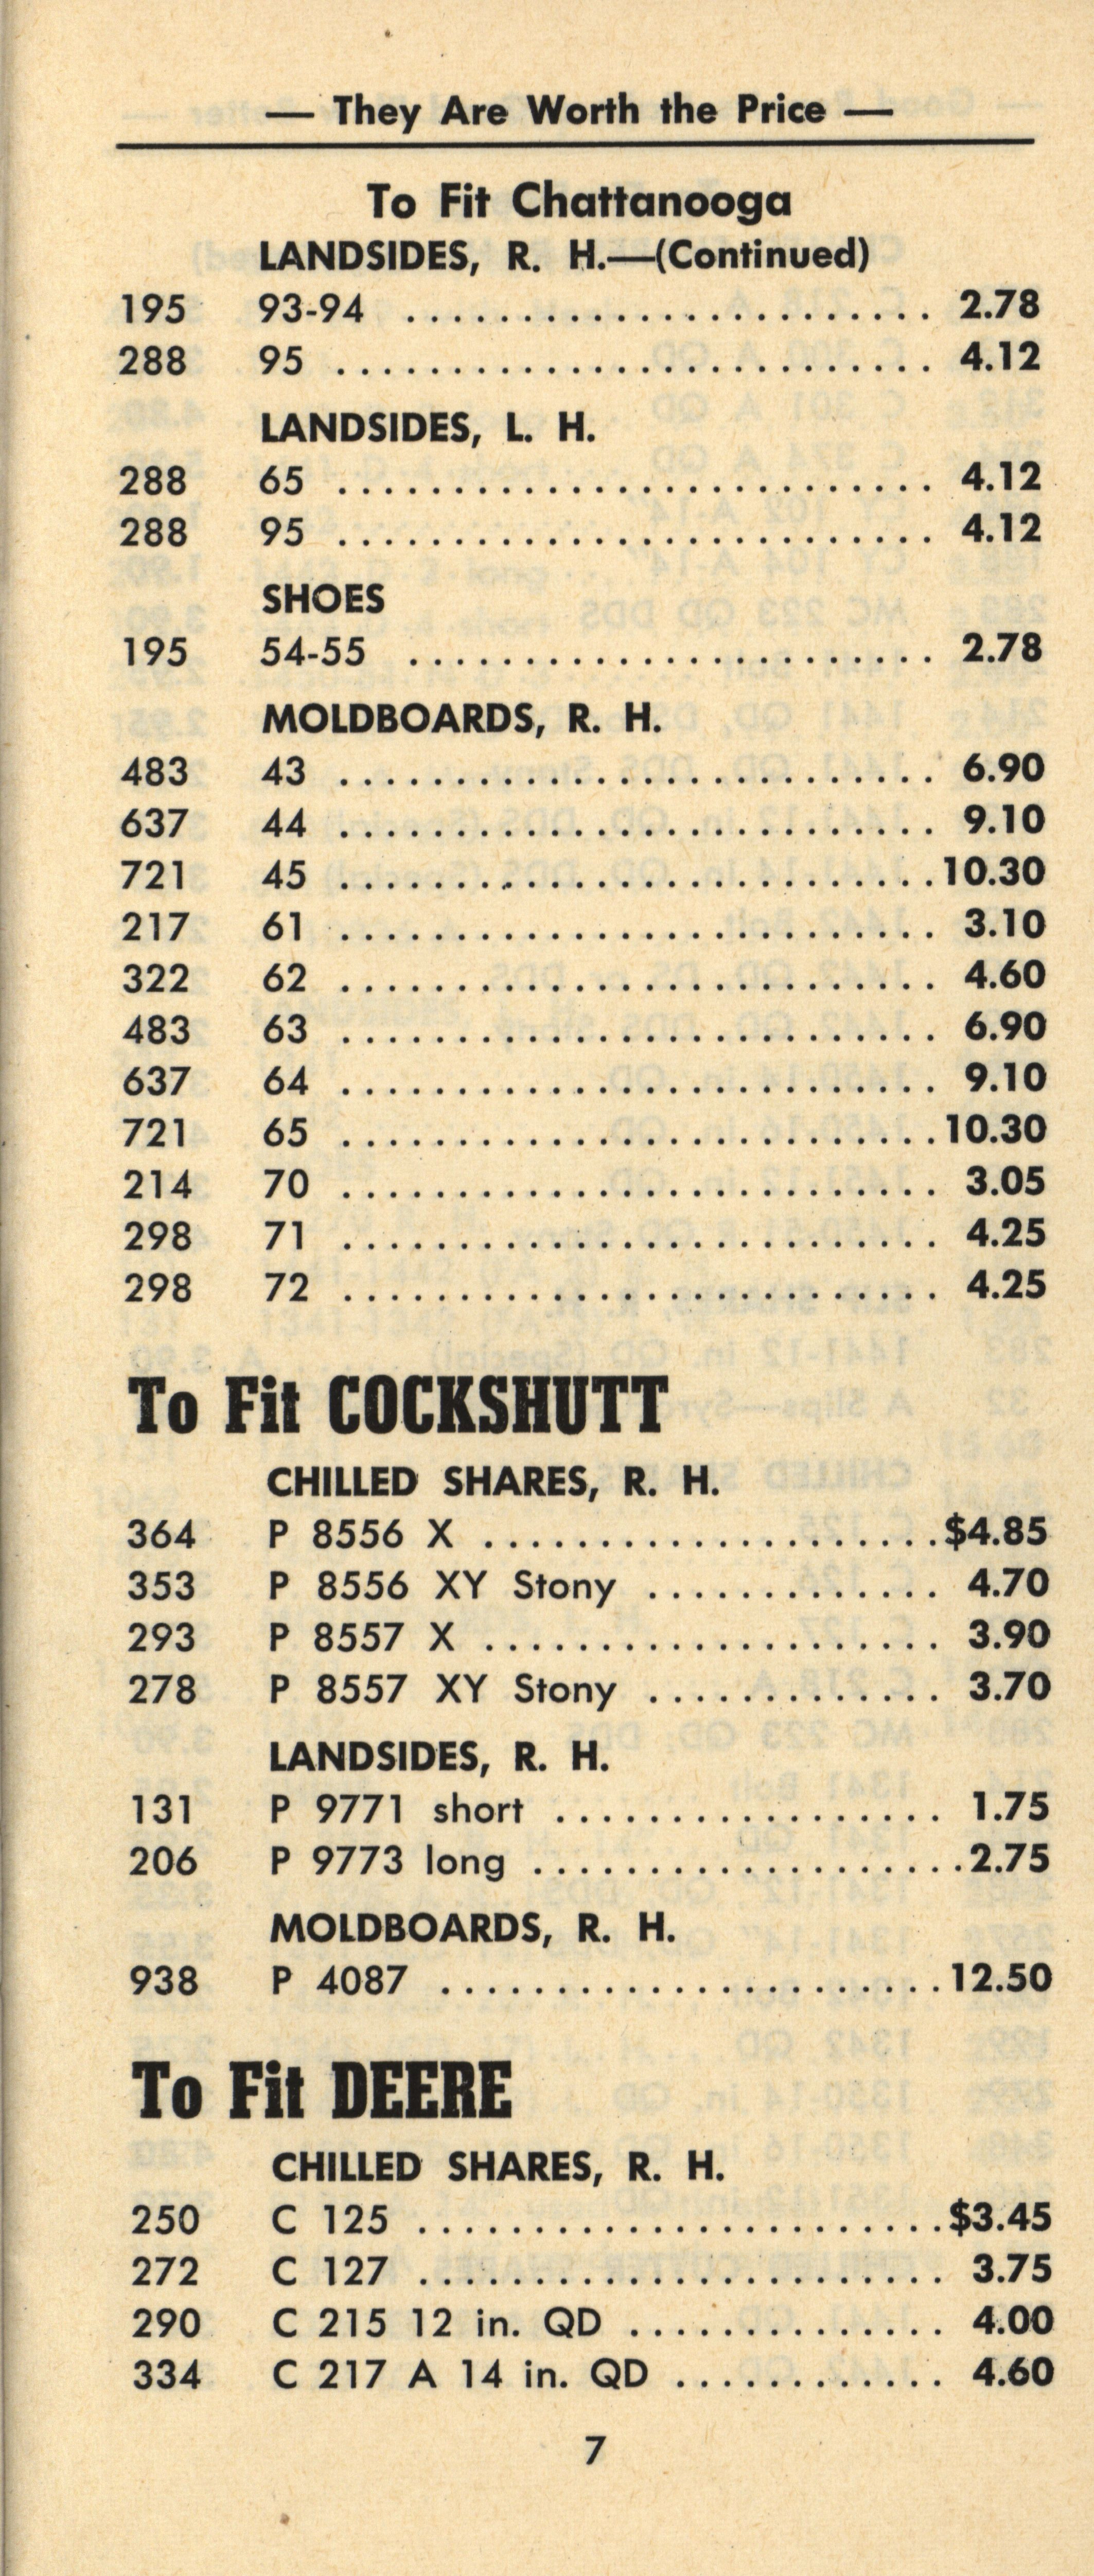 — They Are Worth the Price —
To Fit Chattanooga
LANDSIDES, R. H.—(Continued)
195 93-94 ....................... 2.78
288 95 .......................... 4.12
LANDSIDES, L. H.
288 65 .......................... 4.12
288 95 .......................... 4.12
SHOES
195 54-55 ....................... 2.78
MOLDBOARDS, R. H.
483 43 .......................... 6.90
637 44 .......................... 9.10
721 45 ..........................10.30
217 61 .......................... 3.10
322 62 .......................... 4.60
483 63 .......................... 6.90
637 64 .......................... 9.10
721 65 ..........................10.30
214 70 .......................... 3.05
298 71 .......................... 4.25
298 72 .......................... 4.25
To Fit COCKSHUTT
CHILLED SHARES, R. H.
364 P 8556 X ....................$4.85
353 P 8556 XY Stony ............. 4.70
293 P 8557 X .................... 3.90
278 P 8557 XY Stony ............. 3.70
LANDSIDES, R. H.
131 P 9771 short ................. 1.75
206 P 9773 long ...................2.75
MOLDBOARDS, R. H.
938 P 4087 ......................12.50
To Fit DEERE
CHILLED SHARES, R. H.
250 C 125 .......................$3.45
272 C 127 ....................... 3.75
290 C 215 12 in. QD .............. 4.00
334 C 217 A 14 in. QD ............ 4.60
7